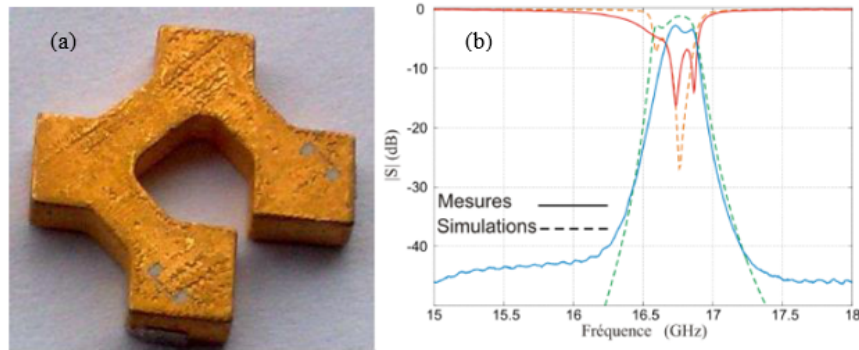 (a)
(b)
|S| (dB)
0
-10
-20
-30
-40
Mesures
Simulations
15
15.5
16
16.5
17
17.5
18
Fréquence (GHz)